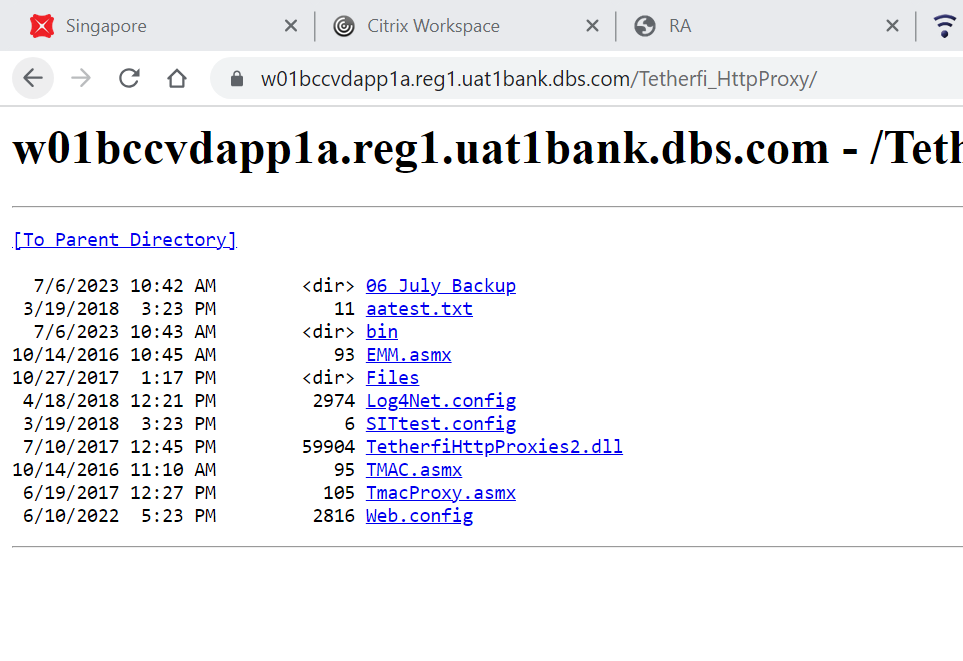 Singapore
Citrix Workspace
RA
w01bccvdapp1a.reg1.uat1bank.dbs.com/Tetherfi_HttpProxy/
w01bccvdapp1a.reg1.uat1bank.dbs.com - /Teth
[To Parent Directory]
7/6/2023 10:42 AM <dir> 06 July Backup
3/19/2018 3:23 PM 11 aatest.txt
7/6/2023 10:43 AM <dir> bin
10/14/2016 10:45 AM 93 EMM.asmx
10/27/2017 1:17 PM <dir> Files
4/18/2018 12:21 PM 2974 Log4Net.config
3/19/2018 3:23 PM 6 SITtest.config
7/10/2017 12:45 PM 59904 TetherfiHttpProxies2.dll
10/14/2016 11:10 AM 95 TMAC.asmx
6/19/2017 12:27 PM 105 TmacProxy.asmx
6/10/2022 5:23 PM 2816 Web.config